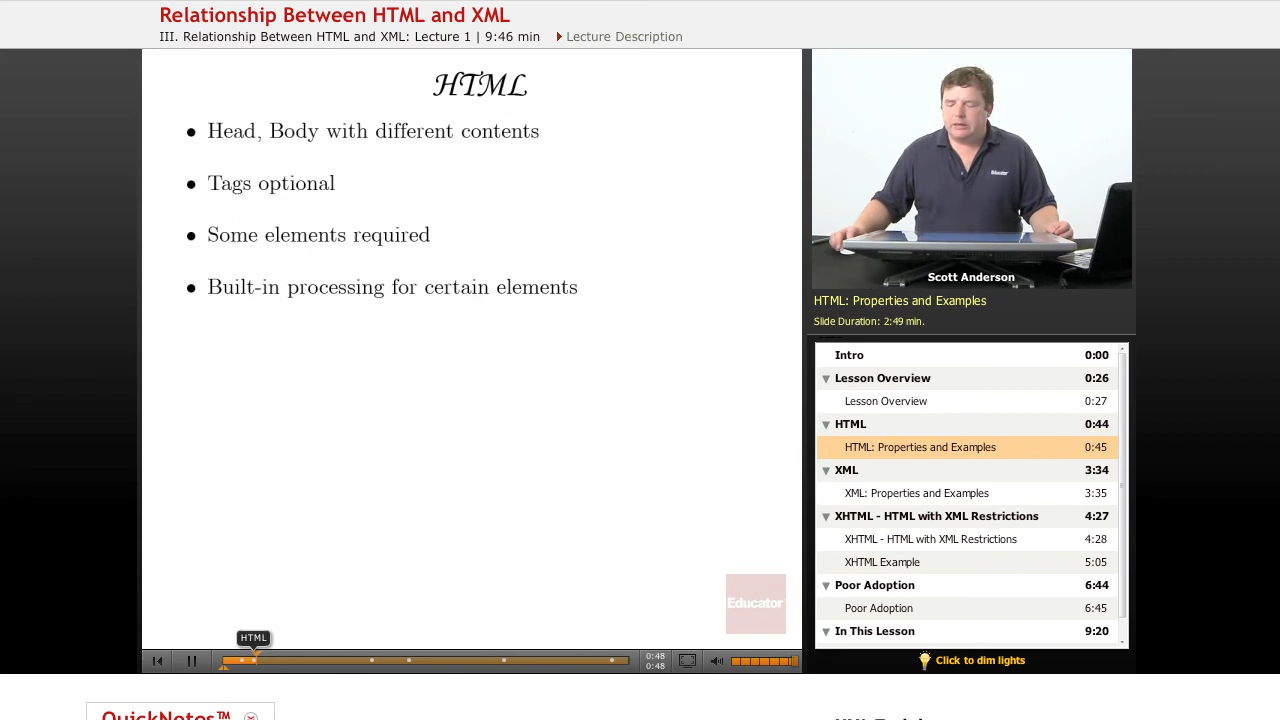 Relationship Between HTML and XML
III. Relationship Between HTML and XML: Lecture 1 | 9:46 min Lecture Description
HTML
• Head, Body with different contents
• Tags optional
• Some elements required
• Built-in processing for certain elements
Educator
HTML
0:48
0:48
Educator
Scott Anderson
HTML: Properties and Examples
Slide Duration: 2:49 min.
Intro 0:00
Lesson Overview 0:26
Lesson Overview 0:27
HTML 0:44
HTML: Properties and Examples 0:45
XML 3:34
XML: Properties and Examples 3:35
XHTML - HTML with XML Restrictions 4:27
XHTML - HTML with XML Restrictions 4:28
XHTML Example 5:05
Poor Adoption 6:44
Poor Adoption 6:45
In This Lesson 9:20
Click to dim lights
QuickNotes™